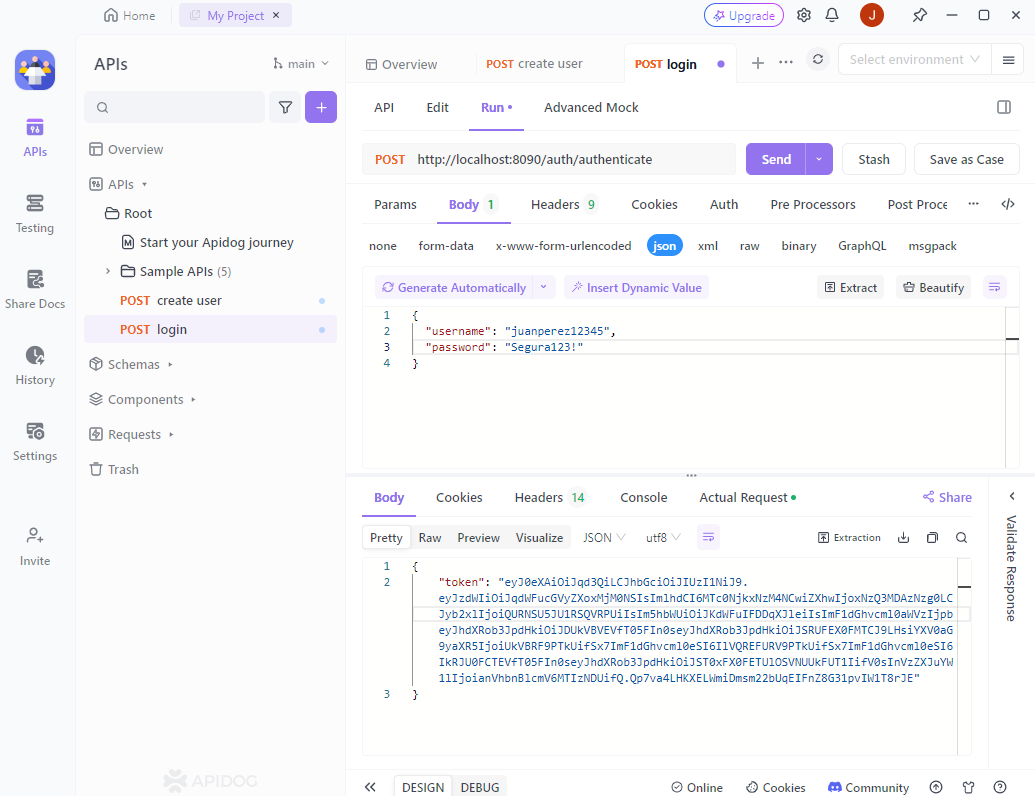 Home
My Project
Upgrade
J
APIs
main
Overview
POST create user
POST login
Select environment
APIs
Testing
Share Docs
History
Settings
Invite
Overview
APIs
Root
Start your Apidog journey
Sample APIs (5)
POST create user
POST login
Schemas
Components
Requests
Trash
APIDOG
API Edit Run Advanced Mock
POST http://localhost:8090/auth/authenticate Send Stash Save as Case
Params Body 1 Headers 9 Cookies Auth Pre Processors Post Proce
none form-data x-www-form-urlencoded json xml raw binary GraphQL msgpack
Generate Automatically Insert Dynamic Value Extract Beautify
1 {
2 "username": "juanperez12345",
3 "password": "Segura123!"
4 }
Body Cookies Headers 14 Console Actual Request Share
Pretty Raw Preview Visualize JSON utf8 Extraction
1 {
2 "token": "eyJ0eXAiOiJqd3QiLCJhbGciOiJIUzI1NiJ9.
3 }
Validate Response
DESIGN DEBUG Online Cookies Community